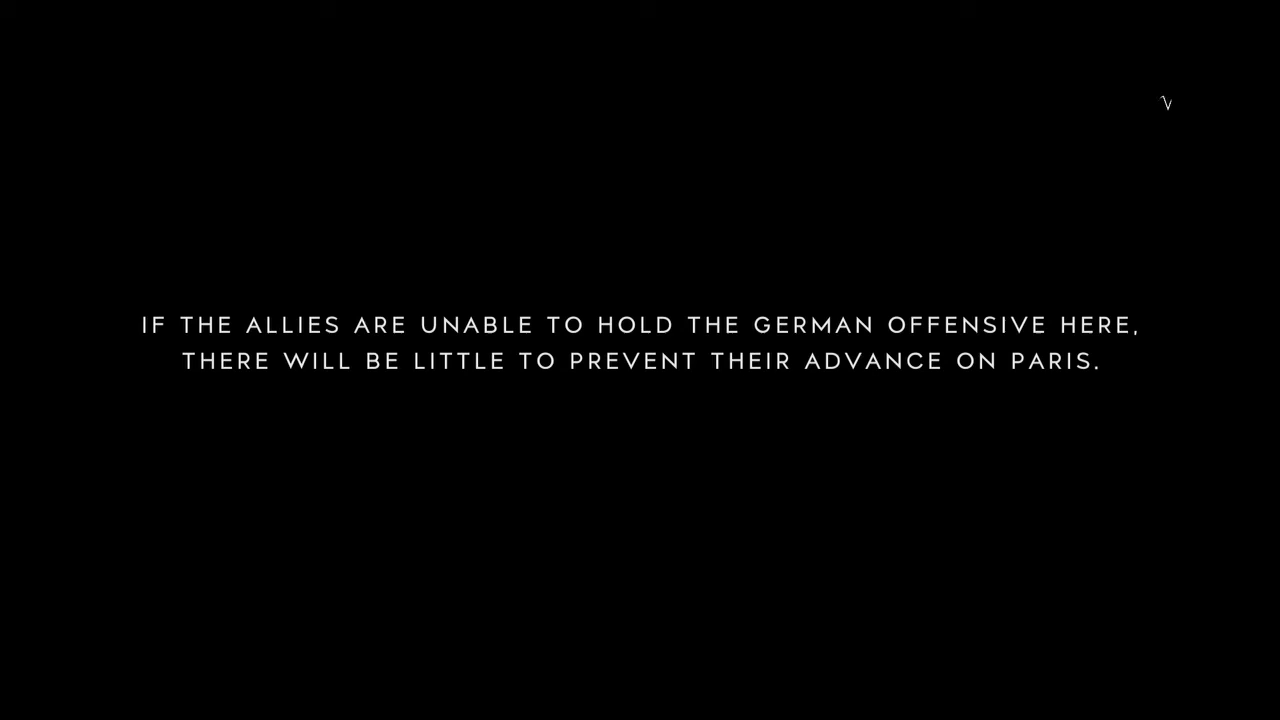 IF THE ALLIES ARE UNABLE TO HOLD THE GERMAN OFFENSIVE HERE,
THERE WILL BE LITTLE TO PREVENT THEIR ADVANCE ON PARIS.